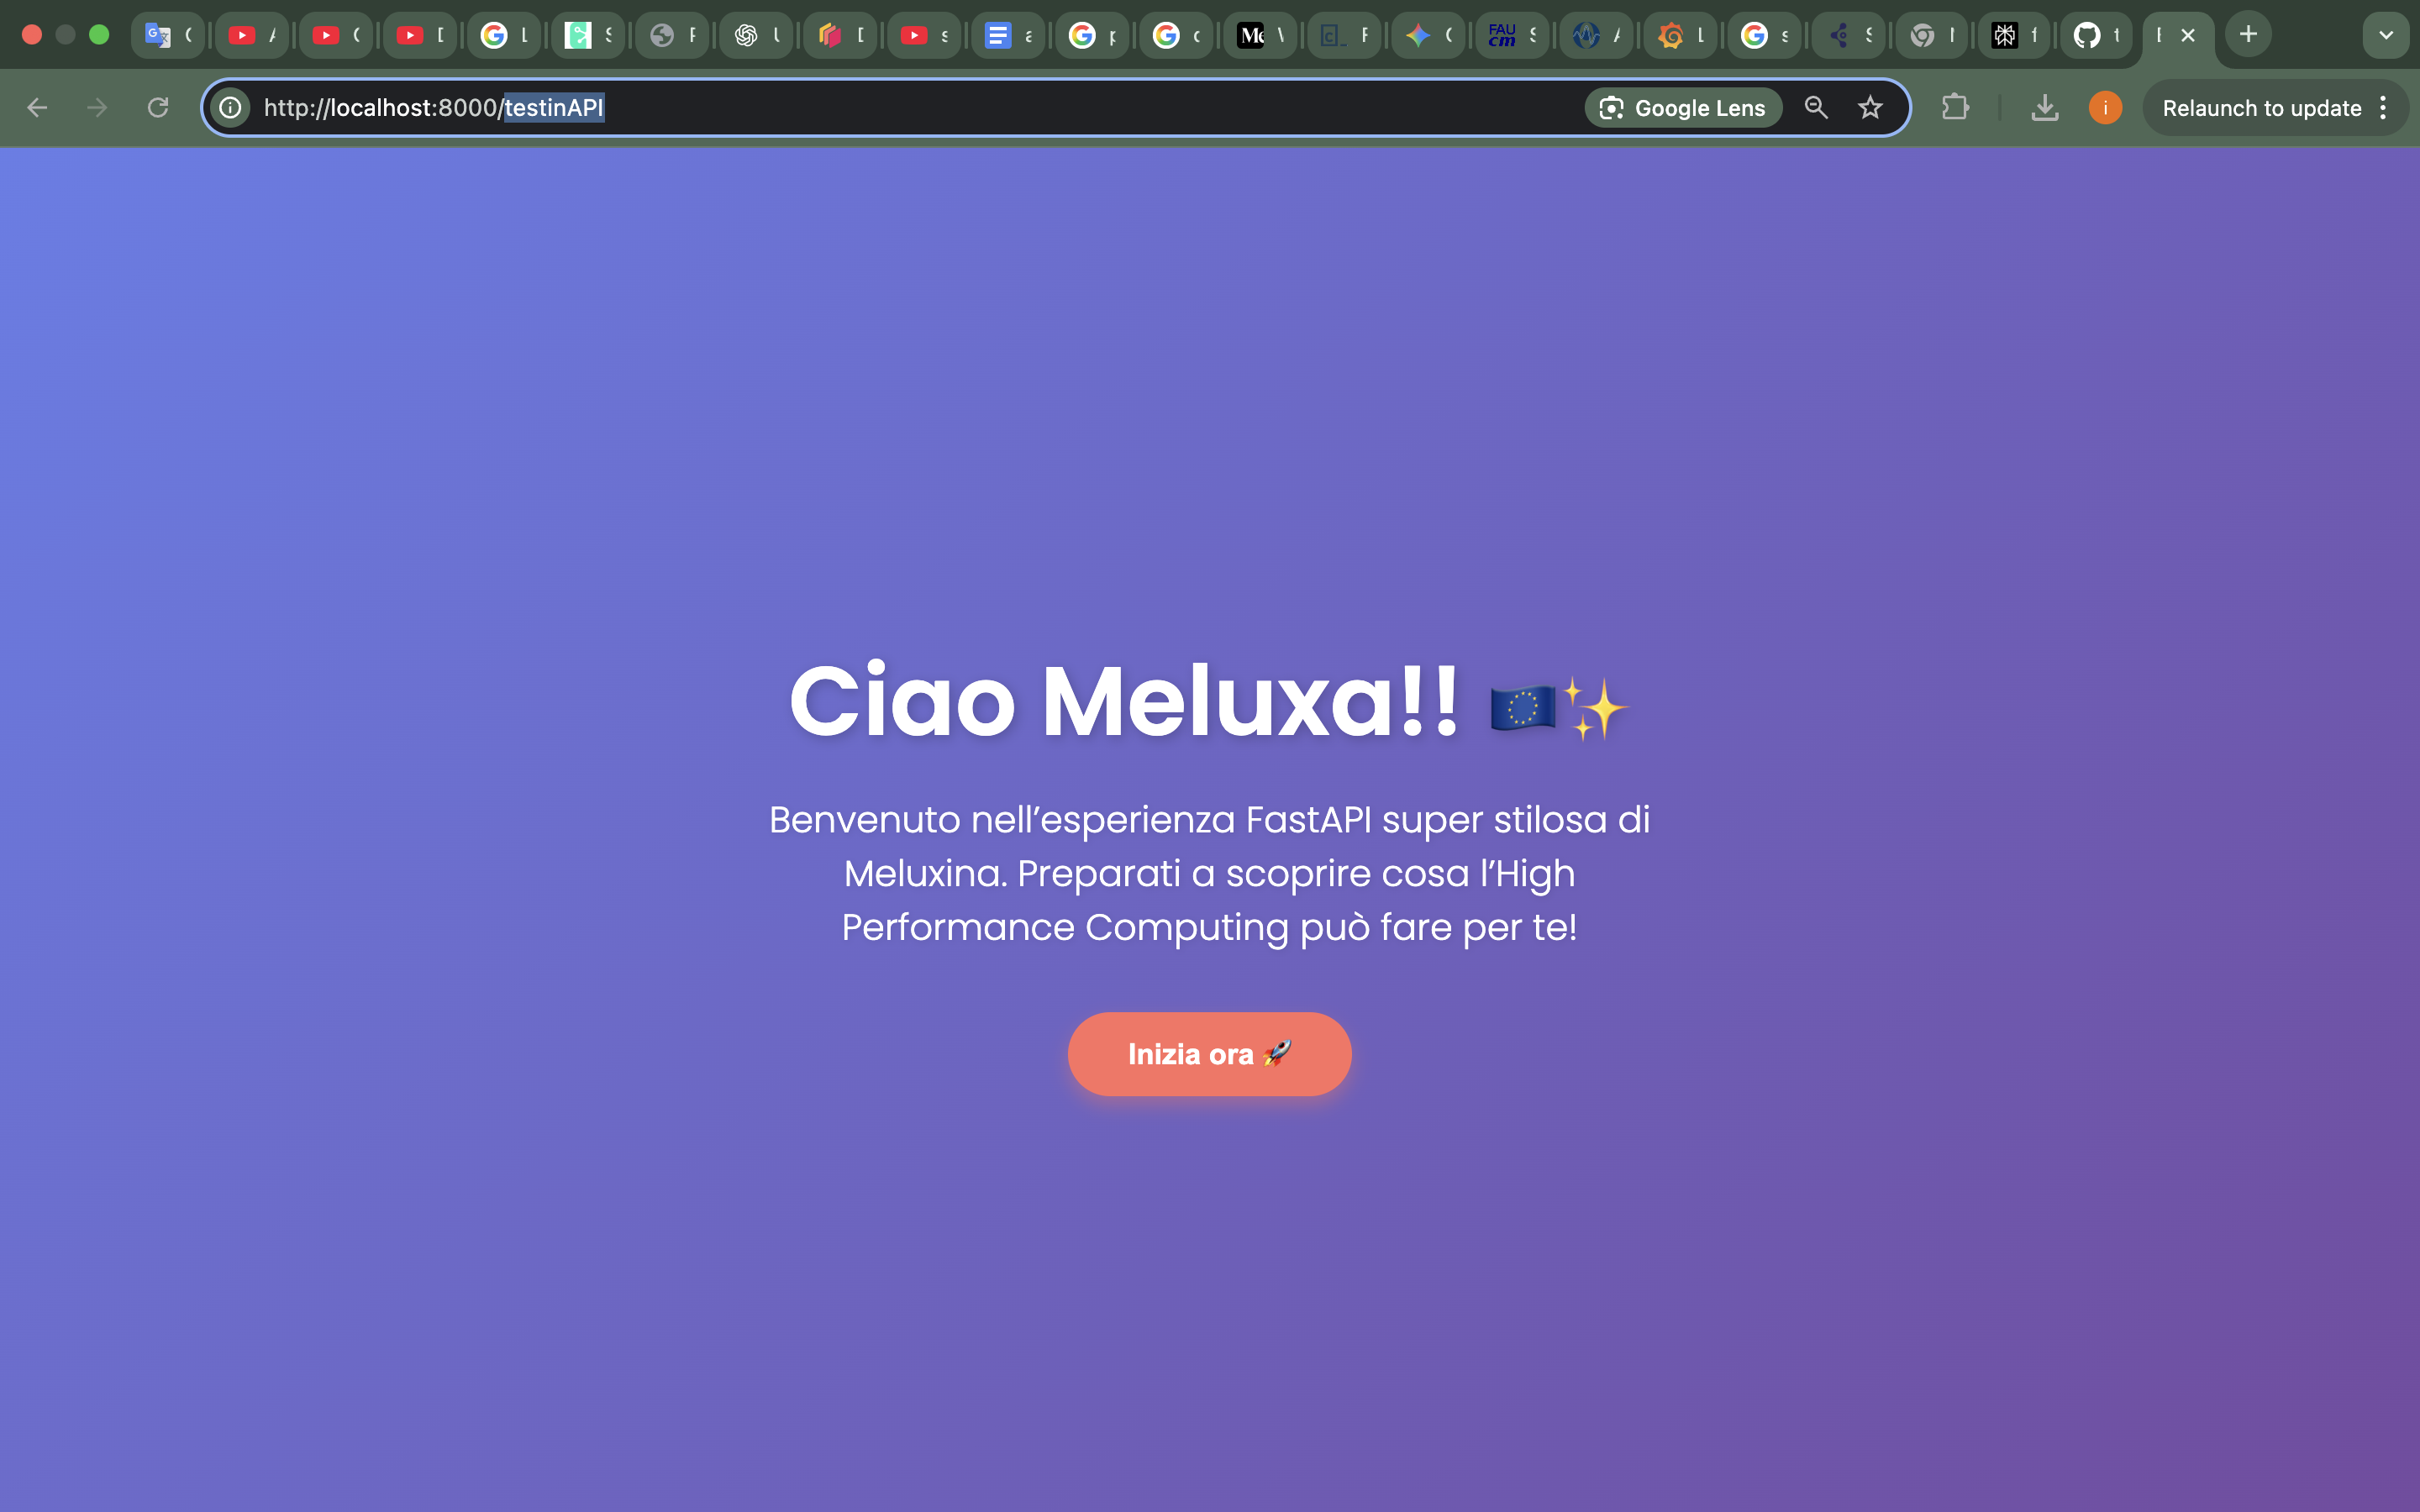 http://localhost:8000/testinAPI
Google Lens
Relaunch to update
Ciao Meluxa!! 🇪🇺✨
Benvenuto nell’esperienza FastAPI super stilosa di
Meluxina. Preparati a scoprire cosa l’High
Performance Computing può fare per te!
Inizia ora 🚀